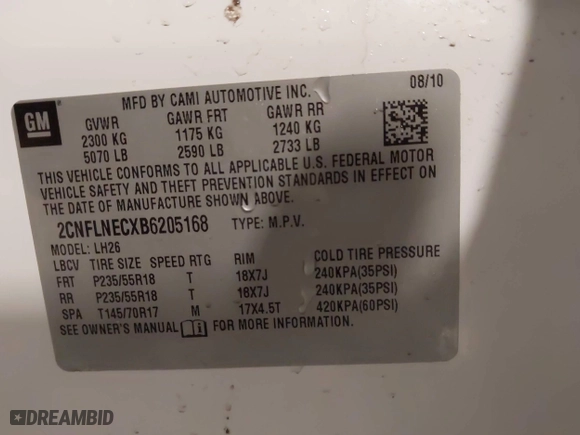 MFD BY CAMI AUTOMOTIVE INC. 08/10
GM
GVWR GAWR FRT GAWR RR
2300 KG 1175 KG 1240 KG
5070 LB 2590 LB 2733 LB
THIS VEHICLE CONFORMS TO ALL APPLICABLE U.S. FEDERAL MOTOR
VEHICLE SAFETY AND THEFT PREVENTION STANDARDS IN EFFECT ON
THE DATE OF MANUFACTURE SHOWN ABOVE.
2CNFLNECXB6205168 TYPE: M.P.V.
MODEL: LH26
LBCV TIRE SIZE SPEED RTG RIM COLD TIRE PRESSURE
FRT P235/55R18 T 18X7J 240KPA(35PSI)
RR P235/55R18 T 18X7J 240KPA(35PSI)
SPA T145/70R17 M 17X4.5T 420KPA(60PSI)
SEE OWNER'S MANUAL FOR MORE INFORMATION.
DREAMBID